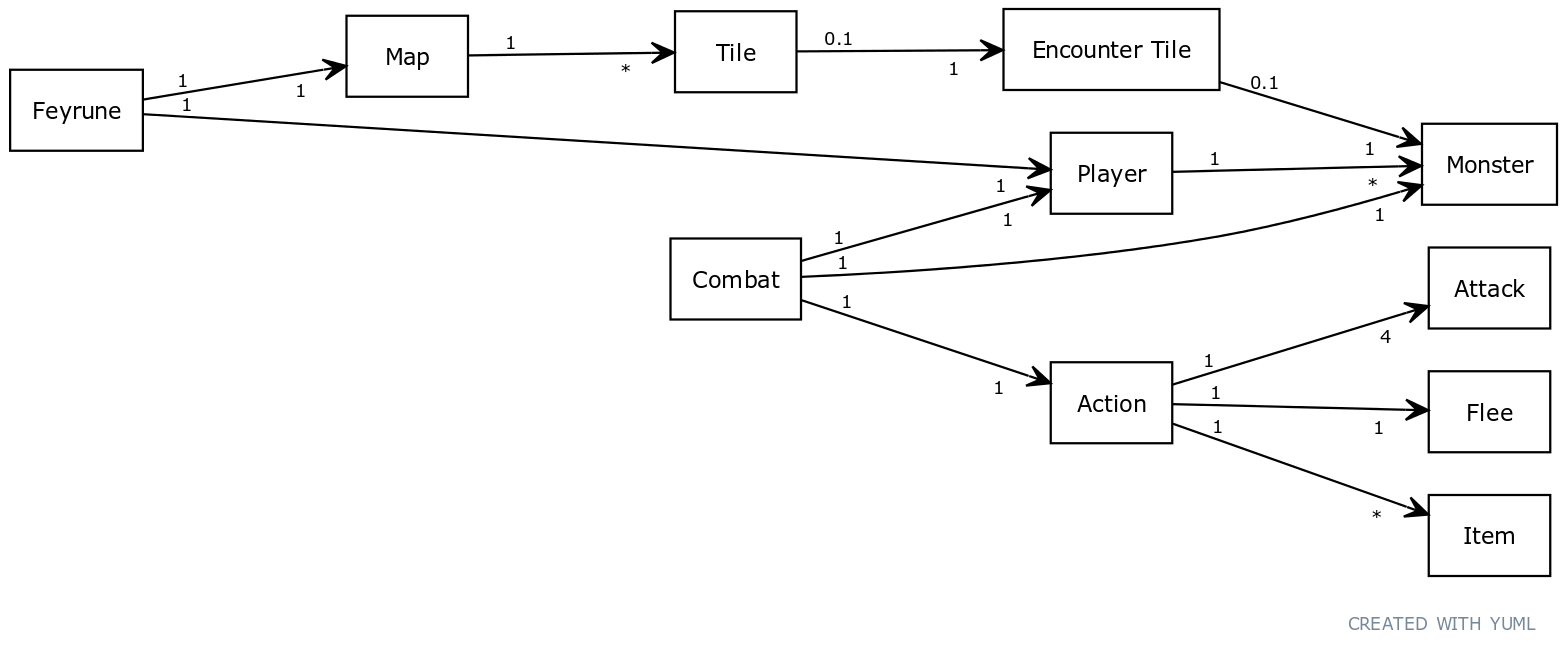 Feyrune
1
1
1
Map
1
*
Tile
0.1
1
Encounter Tile
0.1
1
Player
1
1
1
*
Monster
Combat
1
1
1
1
1
1
Action
1
4
Attack
1
1
Flee
1
*
Item
CREATED WITH YUML